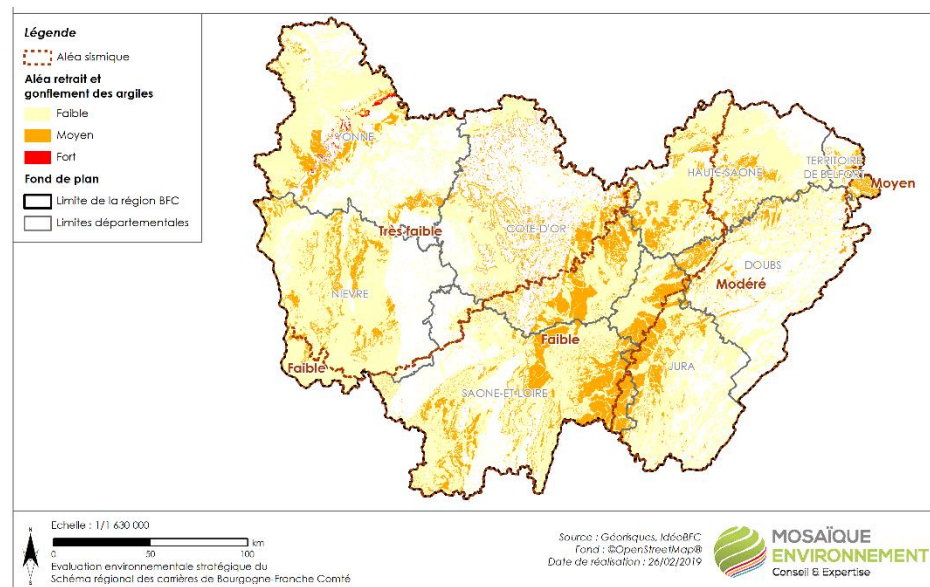 Légende
Aléa sismique
Aléa retrait et
gonflement des argiles
Faible
Moyen
Fort
Fond de plan
Limite de la région BFC
Limites départementales
YONNE
COTE D'OR
HAUTE-SAONE
TERRITOIRE
DE BELFORT
Moyen
Très faible
NIEVRE
DOUBS
Modéré
Faible
Faible
SAONE-ET-LOIRE
JURA
N
S
Echelle : 1/1 630 000
km
0 50 100
Evaluation environnementale stratégique du
Schéma régional des carrières de Bourgogne-Franche Comté
Source : Géorisques, IdéoBFC
Fond : ©OpenStreetMap®
Date de réalisation : 26/02/2019
MOSAÏQUE
ENVIRONNEMENT
Conseil & Expertise